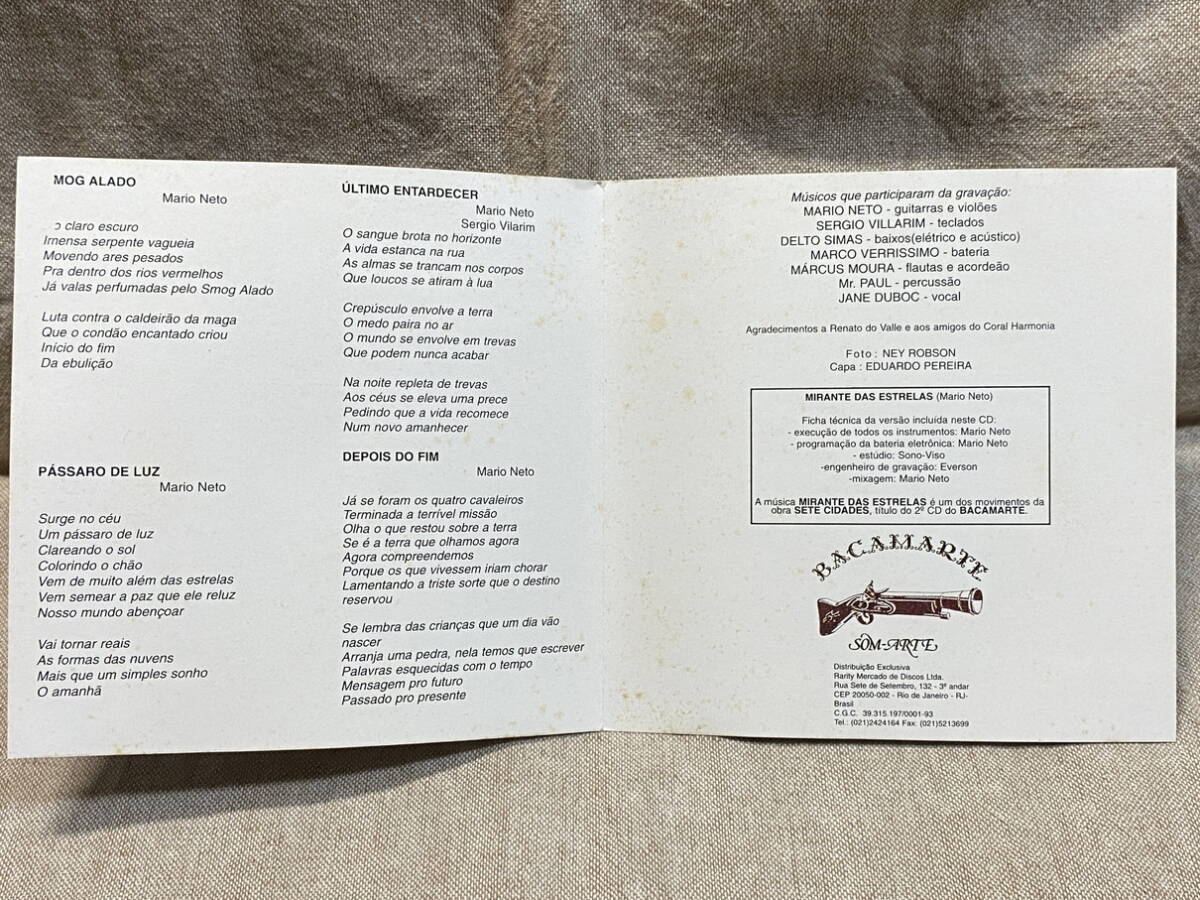 MOG ALADO
Mario Neto
o claro escuro
Imensa serpente vagueia
Movendo ares pesados
Pra dentro dos rios vermelhos
Já valas perfumadas pelo Smog Alado
Luta contra o caldeirão da maga
Que o condão encantado criou
Início do fim
Da ebulição
PÁSSARO DE LUZ
Mario Neto
Surge no céu
Um pássaro de luz
Clareando o sol
Colorindo o chão
Vem de muito além das estrelas
Vem semear a paz que ele reluz
Nosso mundo abençoar
Vai tornar reais
As formas das nuvens
Mais que um simples sonho
O amanhã
ÚLTIMO ENTARDECER
Mario Neto
Sergio Vilarim
O sangue brota no horizonte
A vida estanca na rua
As almas se trancam nos corpos
Que loucos se atiram à lua
Crepúsculo envolve a terra
O medo paira no ar
O mundo se envolve em trevas
Que podem nunca acabar
Na noite repleta de trevas
Aos céus se eleva uma prece
Pedindo que a vida recomece
Num novo amanhecer
DEPOIS DO FIM
Mario Neto
Já se foram os quatro cavaleiros
Terminada a terrível missão
Olha o que restou sobre a terra
Se é a terra que olhamos agora
Agora compreendemos
Porque os que vivessem iriam chorar
Lamentando a triste sorte que o destino
reservou
Se lembra das crianças que um dia vão
nascer
Arranja uma pedra, nela temos que escrever
Palavras esquecidas com o tempo
Mensagem pro futuro
Passado pro presente
Músicos que participaram da gravação:
MARIO NETO - guitarras e violões
SERGIO VILLARIM - teclados
DELTO SIMAS - baixos(elétrico e acústico)
MARCO VERRISSIMO - bateria
MÁRCUS MOURA - flautas e acordeão
Mr. PAUL - percussão
JANE DUBOC - vocal
Agradecimentos a Renato do Valle e aos amigos do Coral Harmonia
Foto : NEY ROBSON
Capa : EDUARDO PEREIRA
MIRANTE DAS ESTRELAS (Mario Neto)
Ficha técnica da versão incluída neste CD:
- execução de todos os instrumentos: Mario Neto
- programação da bateria eletrônica: Mario Neto
- estúdio: Sono-Viso
-engenheiro de gravação: Everson
-mixagem: Mario Neto
A música MIRANTE DAS ESTRELAS é um dos movimentos da
obra SETE CIDADES, título do 2º CD do BACAMARTE.
BACAMARTE
SOM-ARTE
Distribuição Exclusiva
Rarity Mercado de Discos Ltda.
Rua Sete de Setembro, 132 - 3º andar
CEP 20050-002 - Rio de Janeiro - RJ-
Brasil
C.G.C. 39.315.197/0001-93
Tel.: (021)2424164 Fax: (021)5213699